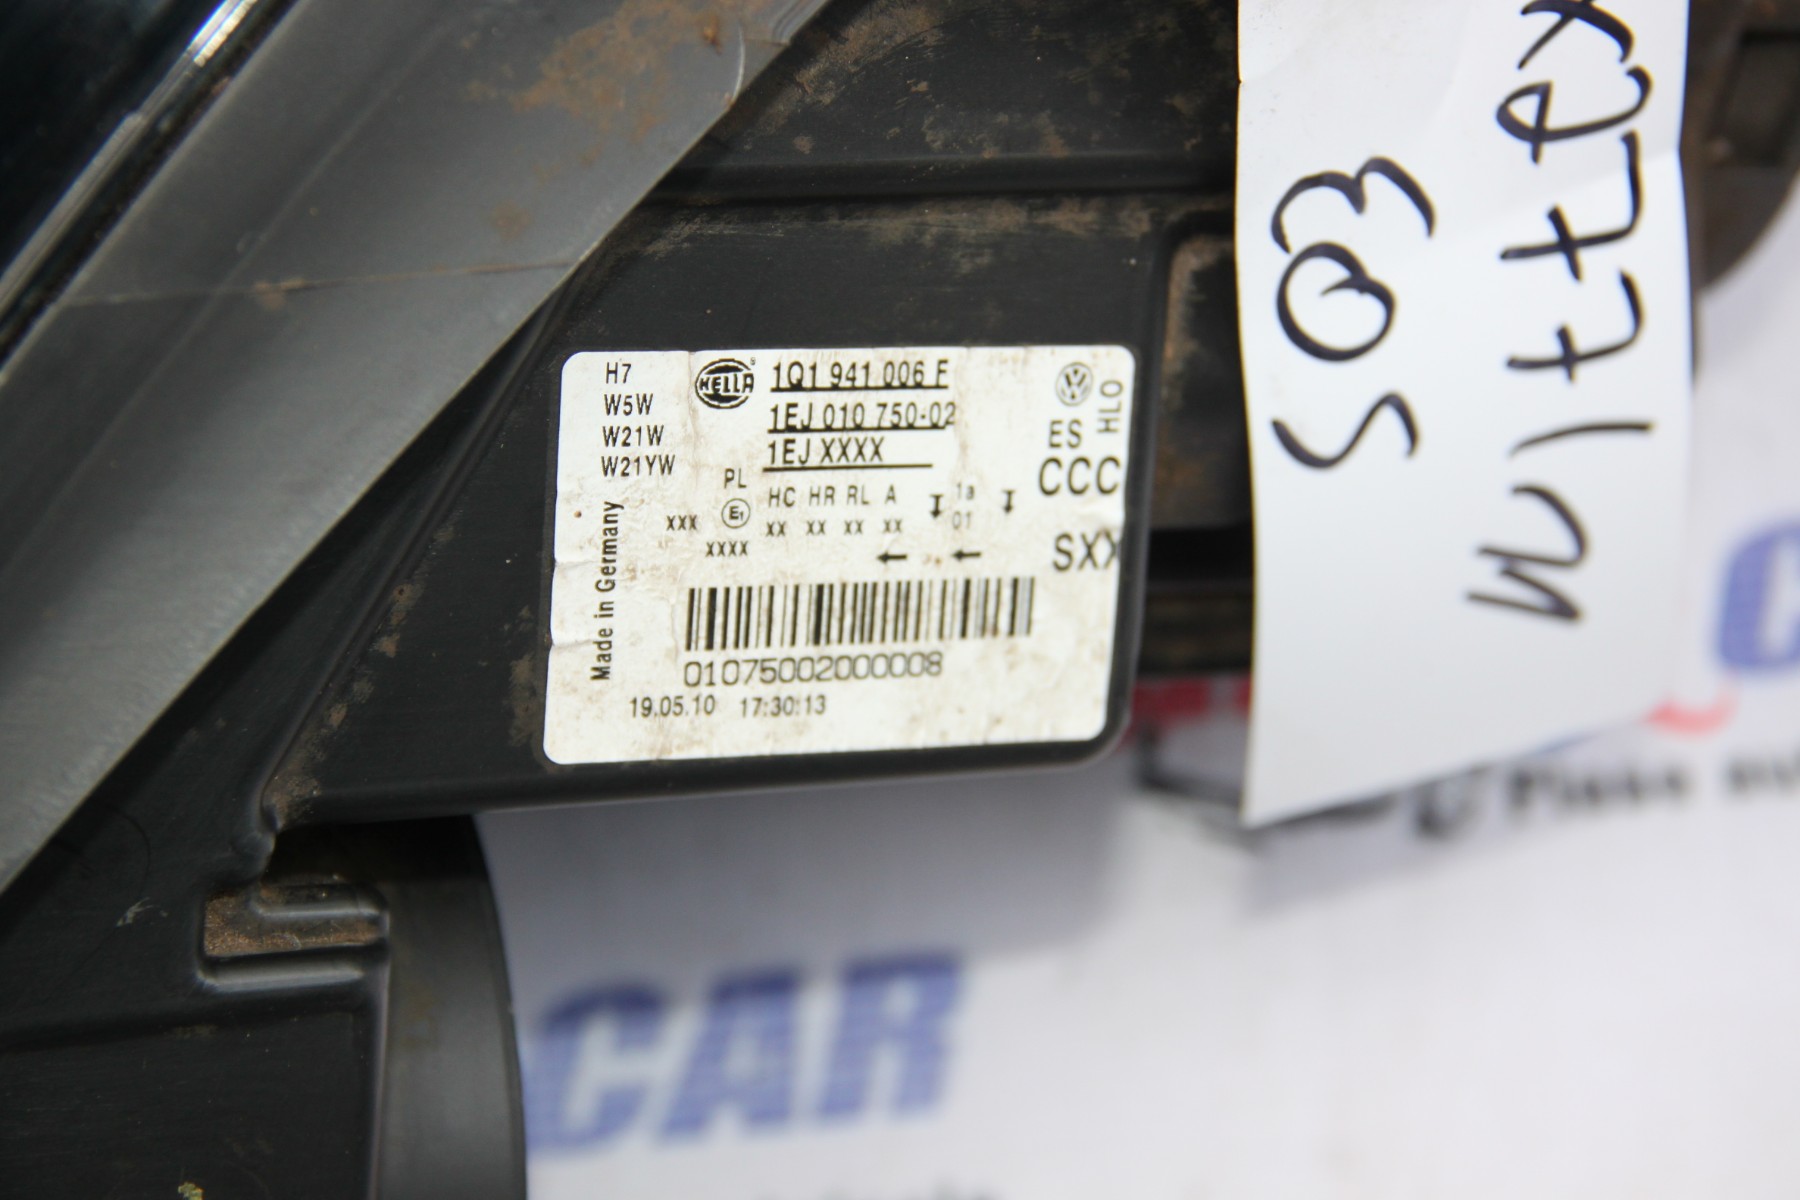 H7
W5W
W21W
W21YW
HELLA
1Q1 941 006 F
1EJ 010 750-02
1EJ XXXX
HLO
ES
CCC
SXX
PL
HC HR RL A
E1
xxx
xx xx xx xx
xxxx
1a
01
Made in Germany
01075002000008
19.05.10 17:30:13
CAR
C